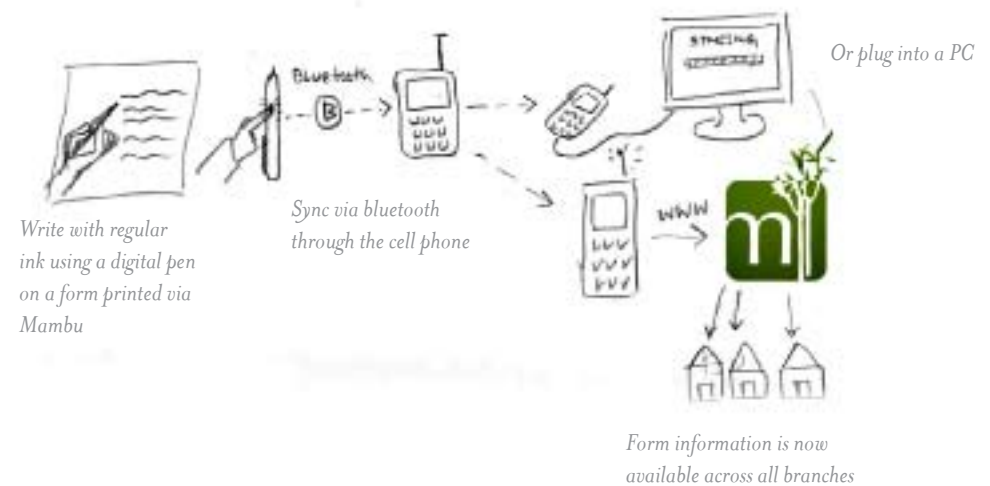 Bluetooth
B
SYNCING
Or plug into a PC
Write with regular
ink using a digital pen
on a form printed via
Mambu
Sync via bluetooth
through the cell phone
WWW
m
Form information is now
available across all branches